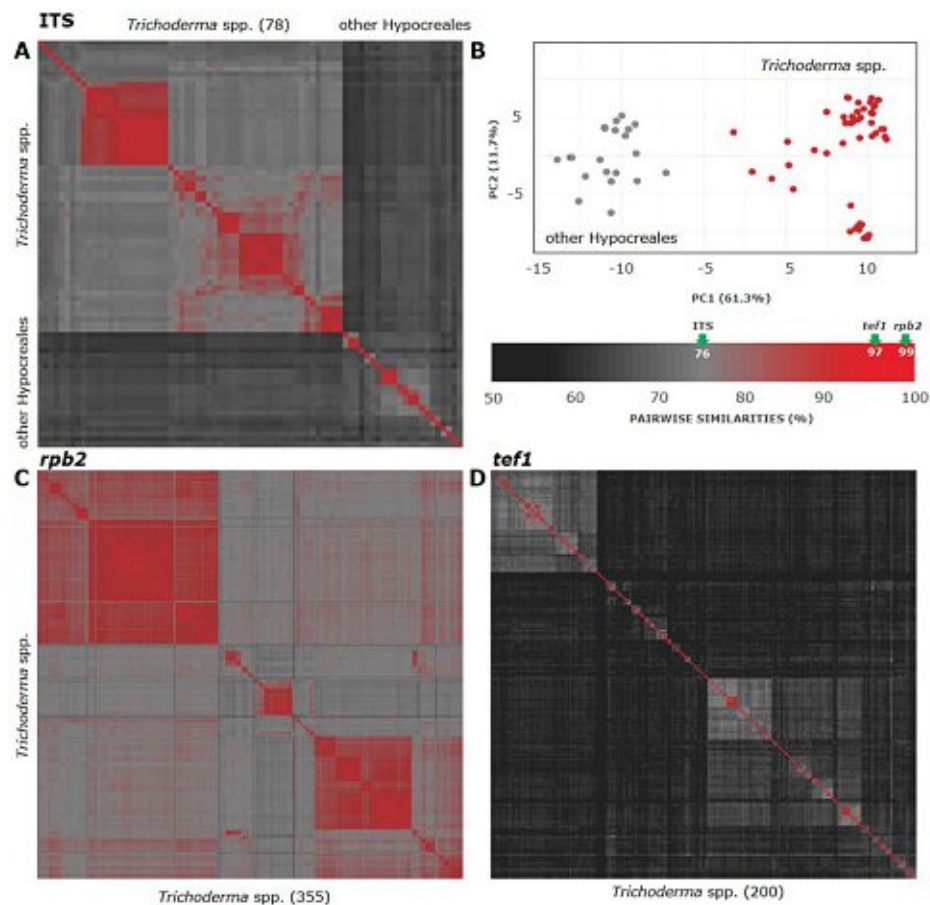 ITS
Trichoderma spp. (78)
other Hypocreales
A
Trichoderma spp.
other Hypocreales
B
Trichoderma spp.
other Hypocreales
PC2 (11.7%)
5
-5
-15
-10
-5
5
10
PC1 (61.3%)
ITS
tef1
rpb2
76
97
99
50
60
70
80
90
100
PAIRWISE SIMILARITIES (%)
rpb2
C
Trichoderma spp.
Trichoderma spp. (355)
tef1
D
Trichoderma spp. (200)